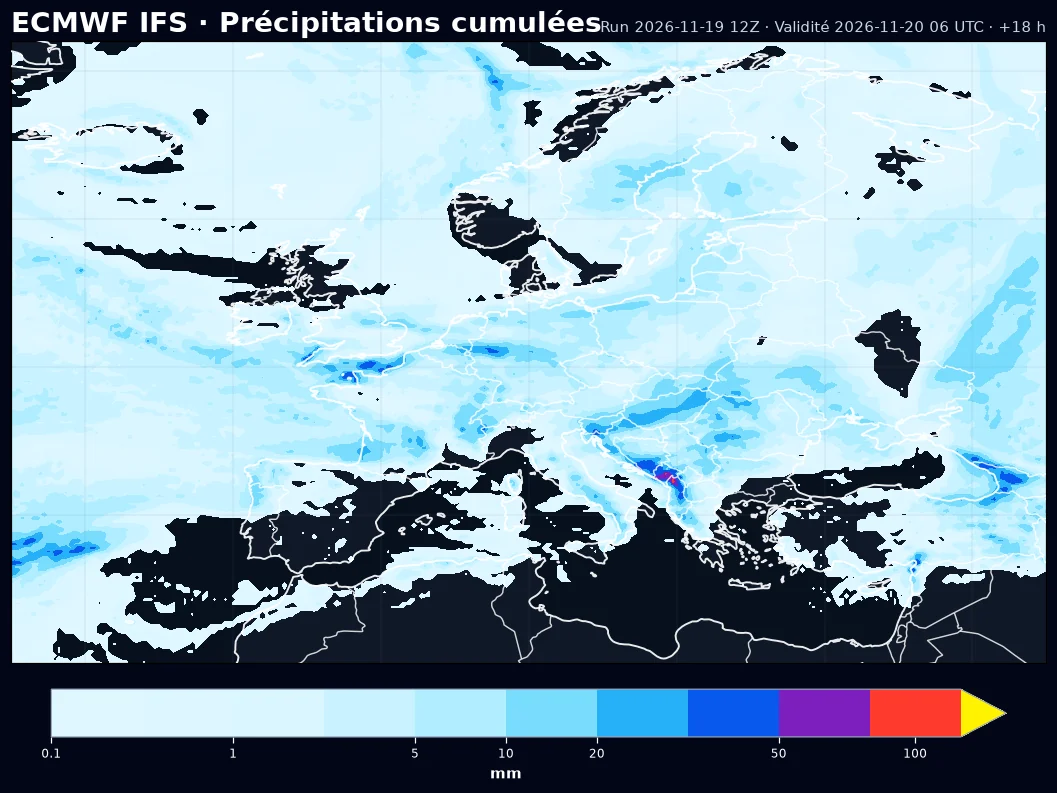 ECMWF IFS · Précipitations cumulées
Run 2026-11-19 12Z · Validité 2026-11-20 06 UTC · +18 h
0.1 1 5 10 20 50 100
mm